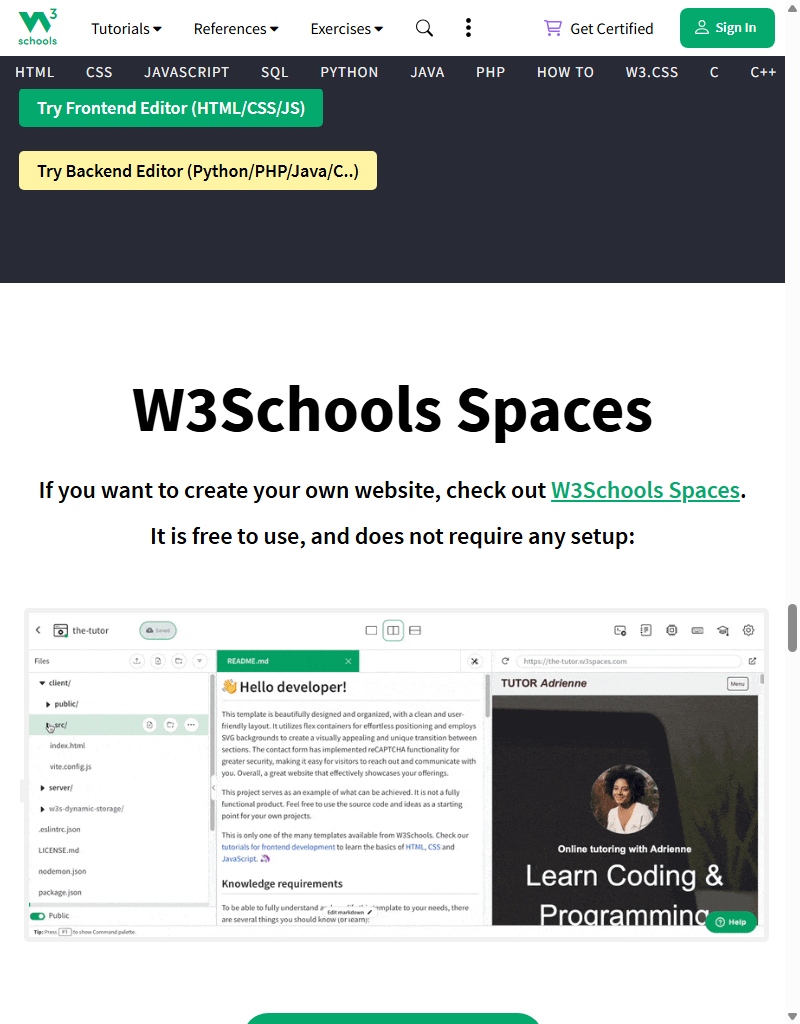 W3
schools
Tutorials
References
Exercises
Get Certified
Sign In
HTML CSS JAVASCRIPT SQL PYTHON JAVA PHP HOW TO W3.CSS C C++
Try Frontend Editor (HTML/CSS/JS)
Try Backend Editor (Python/PHP/Java/C..)
W3Schools Spaces
If you want to create your own website, check out W3Schools Spaces.
It is free to use, and does not require any setup:
the-tutor
Saved
Files
client/
public/
src/
index.html
vite.config.js
server/
w3s-dynamic-storage/
.eslintrc.json
LICENSE.md
nodemon.json
package.json
Public
Tip: Press F1 to show Command palette.
README.md
👋 Hello developer!
This template is beautifully designed and organized, with a clean and user-
friendly layout. It utilizes flex containers for effortless positioning and employs
SVG backgrounds to create a visually appealing and unique transition between
sections. The contact form has implemented reCAPTCHA functionality for
greater security, making it easy for visitors to reach out and communicate with
you. Overall, a great website that effectively showcases your offerings.
This project serves as an example of what can be achieved. It is not a fully
functional product. Feel free to use the source code and ideas as a starting
point for your own projects.
This is only one of the many templates available from W3Schools. Check our
tutorials for frontend development to learn the basics of HTML, CSS and
JavaScript.
Knowledge requirements
To be able to fully understand and template to your needs, there
Edit markdown
are several things you should know (or learn):
https://the-tutor.w3spaces.com
TUTOR Adrienne
Menu
Online tutoring with Adrienne
Learn Coding &
Programming
Help